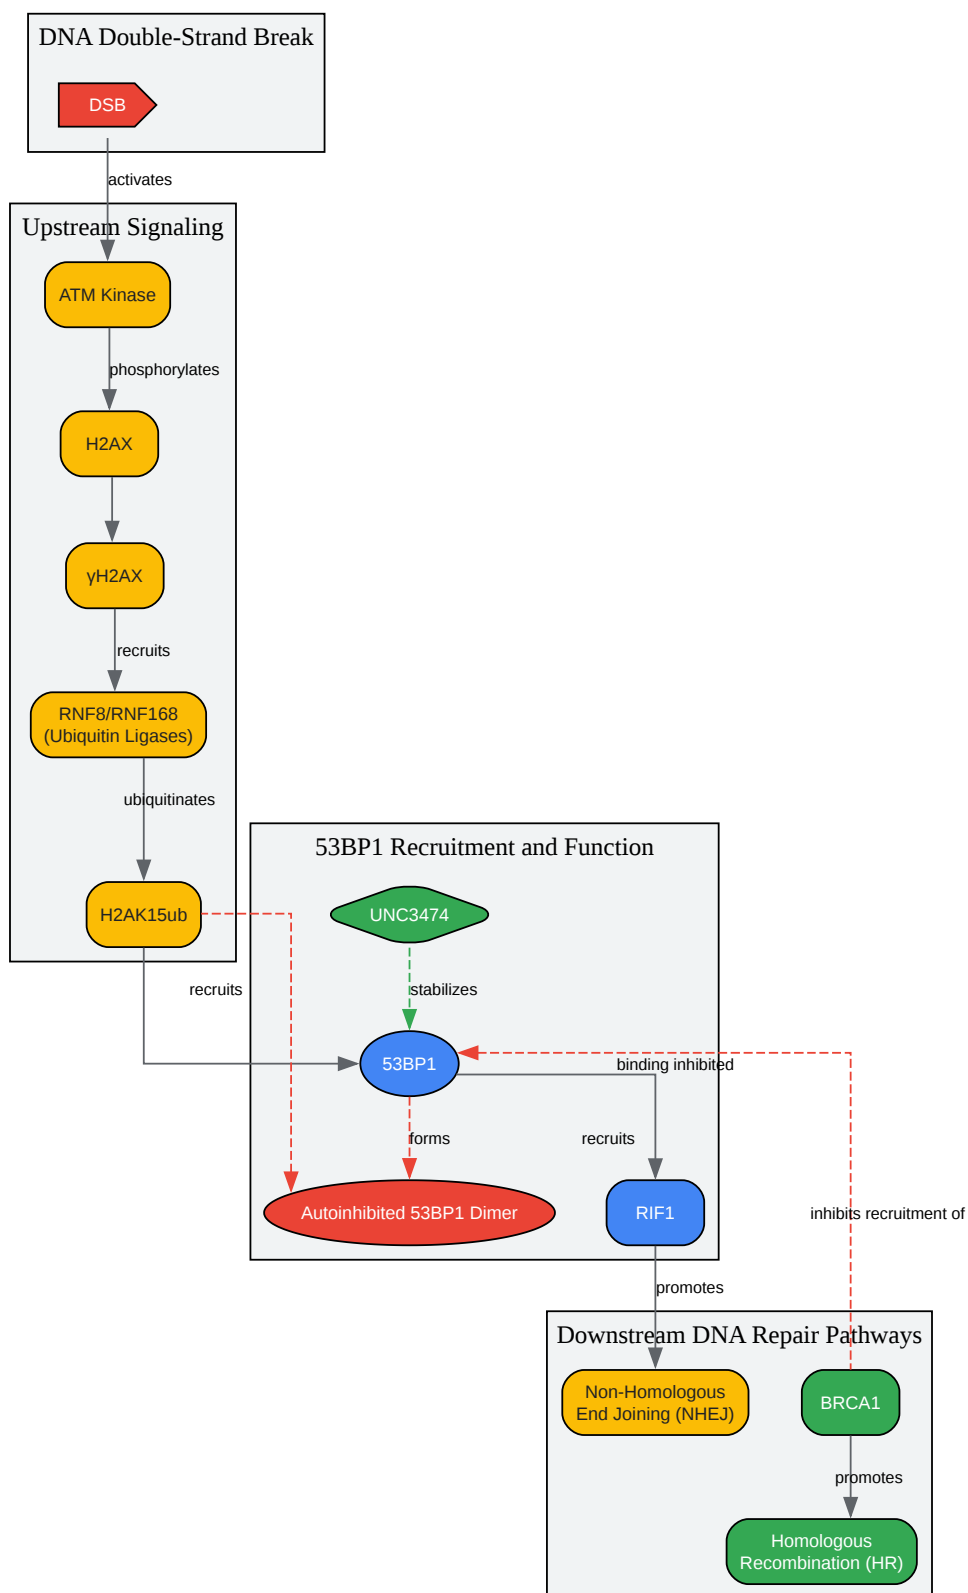 DNA Double-Strand Break
DSB
activates
Upstream Signaling
ATM Kinase
phosphorylates
H2AX
γH2AX
recruits
RNF8/RNF168
(Ubiquitin Ligases)
ubiquitinates
H2AK15ub
recruits
53BP1 Recruitment and Function
UNC3474
stabilizes
53BP1
binding inhibited
forms
recruits
Autoinhibited 53BP1 Dimer
RIF1
inhibits recruitment of
promotes
Downstream DNA Repair Pathways
Non-Homologous
End Joining (NHEJ)
BRCA1
promotes
Homologous
Recombination (HR)